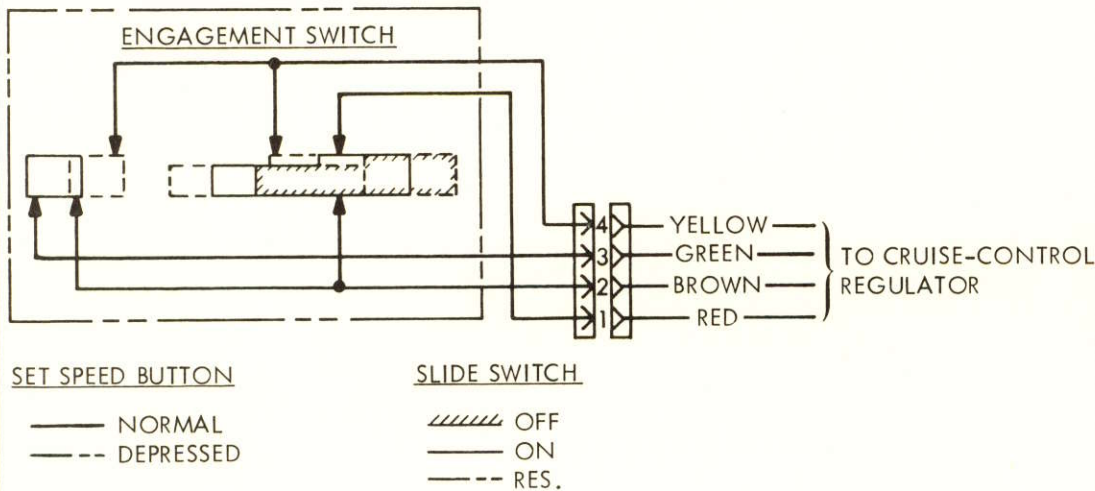 ENGAGEMENT SWITCH
4 YELLOW
3 GREEN
2 BROWN
1 RED
TO CRUISE-CONTROL
REGULATOR
SET SPEED BUTTON
NORMAL
DEPRESSED
SLIDE SWITCH
OFF
ON
RES.